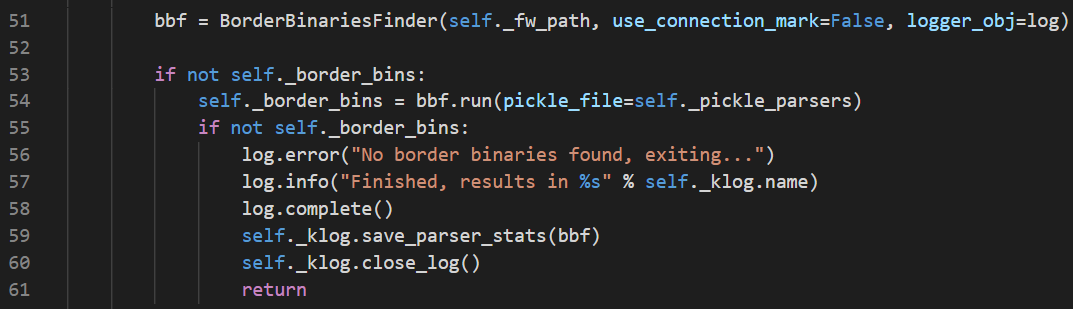 51 bbf = BorderBinariesFinder(self._fw_path, use_connection_mark=False, logger_obj=log)
52
53 if not self._border_bins:
54 self._border_bins = bbf.run(pickle_file=self._pickle_parsers)
55 if not self._border_bins:
56 log.error("No border binaries found, exiting...")
57 log.info("Finished, results in %s" % self._klog.name)
58 log.complete()
59 self._klog.save_parser_stats(bbf)
60 self._klog.close_log()
61 return